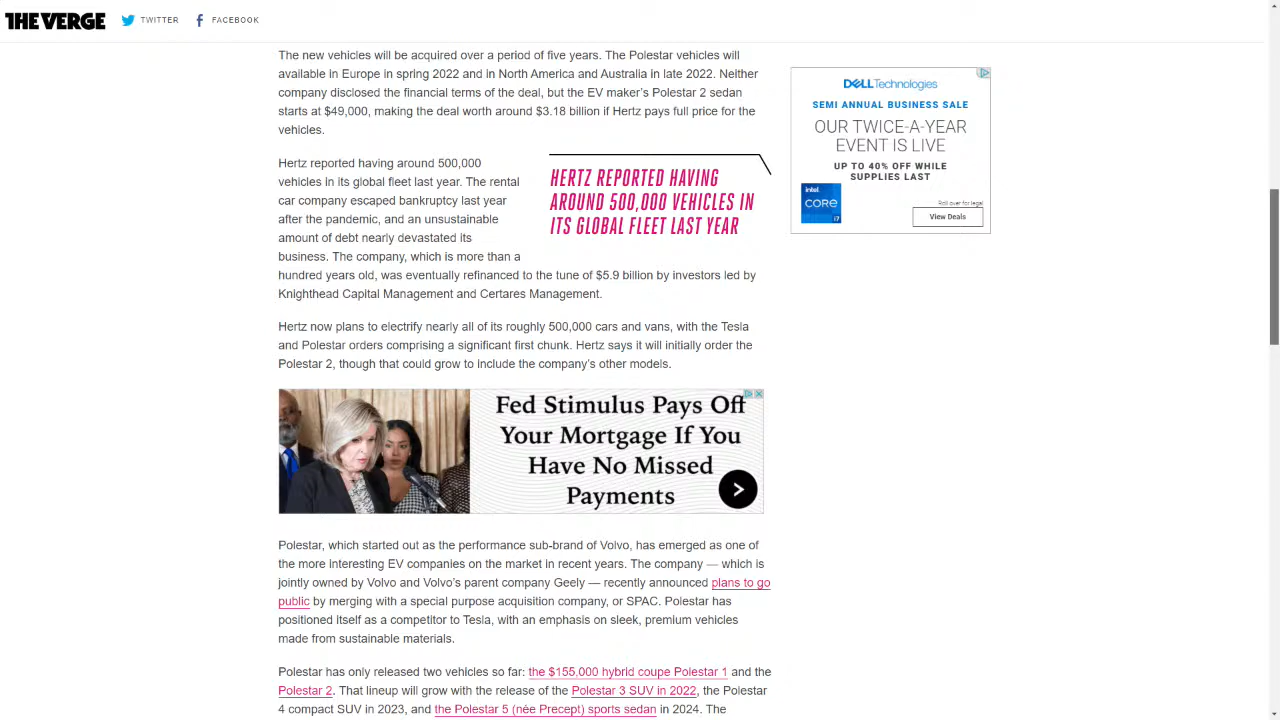 THE VERGE
TWITTER
FACEBOOK
The new vehicles will be acquired over a period of five years. The Polestar vehicles will
available in Europe in spring 2022 and in North America and Australia in late 2022. Neither
company disclosed the financial terms of the deal, but the EV maker's Polestar 2 sedan
starts at $49,000, making the deal worth around $3.18 billion if Hertz pays full price for the
vehicles.
Hertz reported having around 500,000
vehicles in its global fleet last year. The rental
car company escaped bankruptcy last year
after the pandemic, and an unsustainable
amount of debt nearly devastated its
business. The company, which is more than a
hundred years old, was eventually refinanced to the tune of $5.9 billion by investors led by
Knighthead Capital Management and Certares Management.
HERTZ REPORTED HAVING
AROUND 500,000 VEHICLES IN
ITS GLOBAL FLEET LAST YEAR
Hertz now plans to electrify nearly all of its roughly 500,000 cars and vans, with the Tesla
and Polestar orders comprising a significant first chunk. Hertz says it will initially order the
Polestar 2, though that could grow to include the company's other models.
Fed Stimulus Pays Off
Your Mortgage If You
Have No Missed
Payments
Polestar, which started out as the performance sub-brand of Volvo, has emerged as one of
the more interesting EV companies on the market in recent years. The company — which is
jointly owned by Volvo and Volvo's parent company Geely — recently announced plans to go
public by merging with a special purpose acquisition company, or SPAC. Polestar has
positioned itself as a competitor to Tesla, with an emphasis on sleek, premium vehicles
made from sustainable materials.
Polestar has only released two vehicles so far: the $155,000 hybrid coupe Polestar 1 and the
Polestar 2. That lineup will grow with the release of the Polestar 3 SUV in 2022, the Polestar
4 compact SUV in 2023, and the Polestar 5 (née Precept) sports sedan in 2024. The
DELL Technologies
SEMI ANNUAL BUSINESS SALE
OUR TWICE-A-YEAR
EVENT IS LIVE
UP TO 40% OFF WHILE
SUPPLIES LAST
intel
CORE
i7
Roll over for legal
View Deals